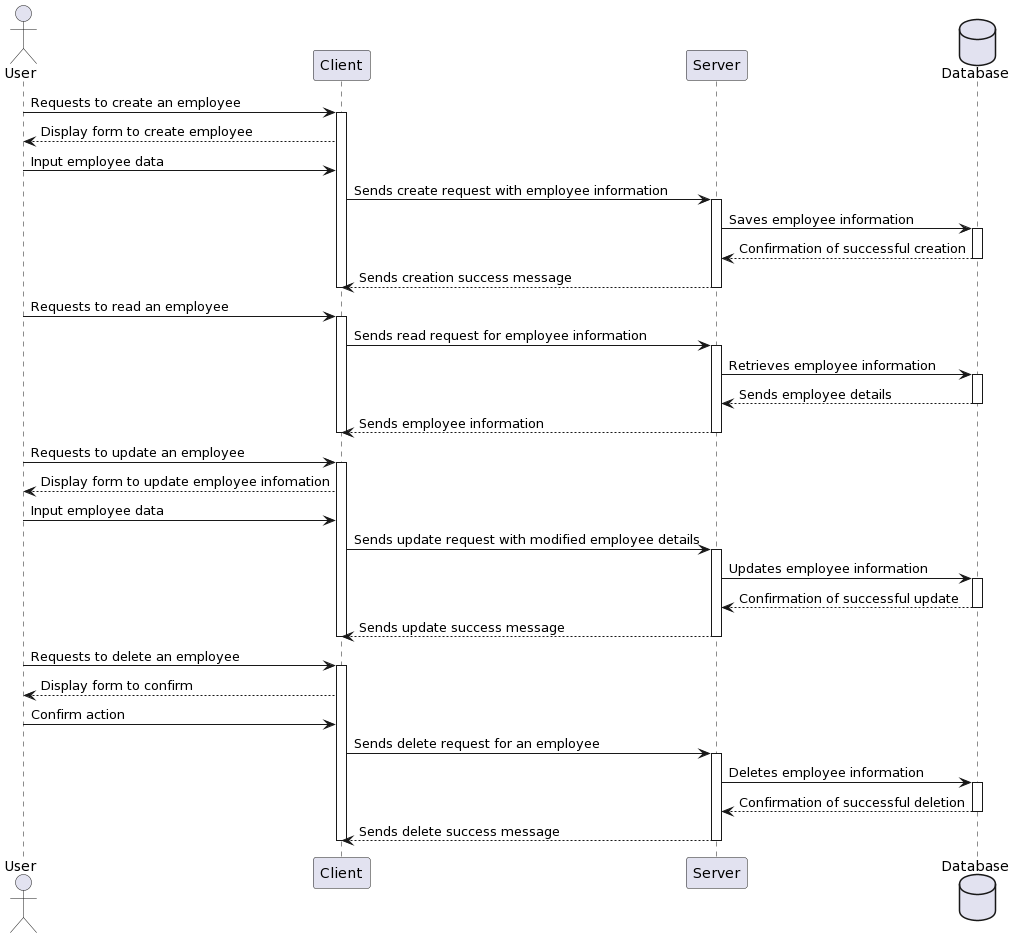 User
Client
Server
Database
Requests to create an employee
Display form to create employee
Input employee data
Sends create request with employee information
Saves employee information
Confirmation of successful creation
Sends creation success message
Requests to read an employee
Sends read request for employee information
Retrieves employee information
Sends employee details
Sends employee information
Requests to update an employee
Display form to update employee infomation
Input employee data
Sends update request with modified employee details
Updates employee information
Confirmation of successful update
Sends update success message
Requests to delete an employee
Display form to confirm
Confirm action
Sends delete request for an employee
Deletes employee information
Confirmation of successful deletion
Sends delete success message
User
Client
Server
Database